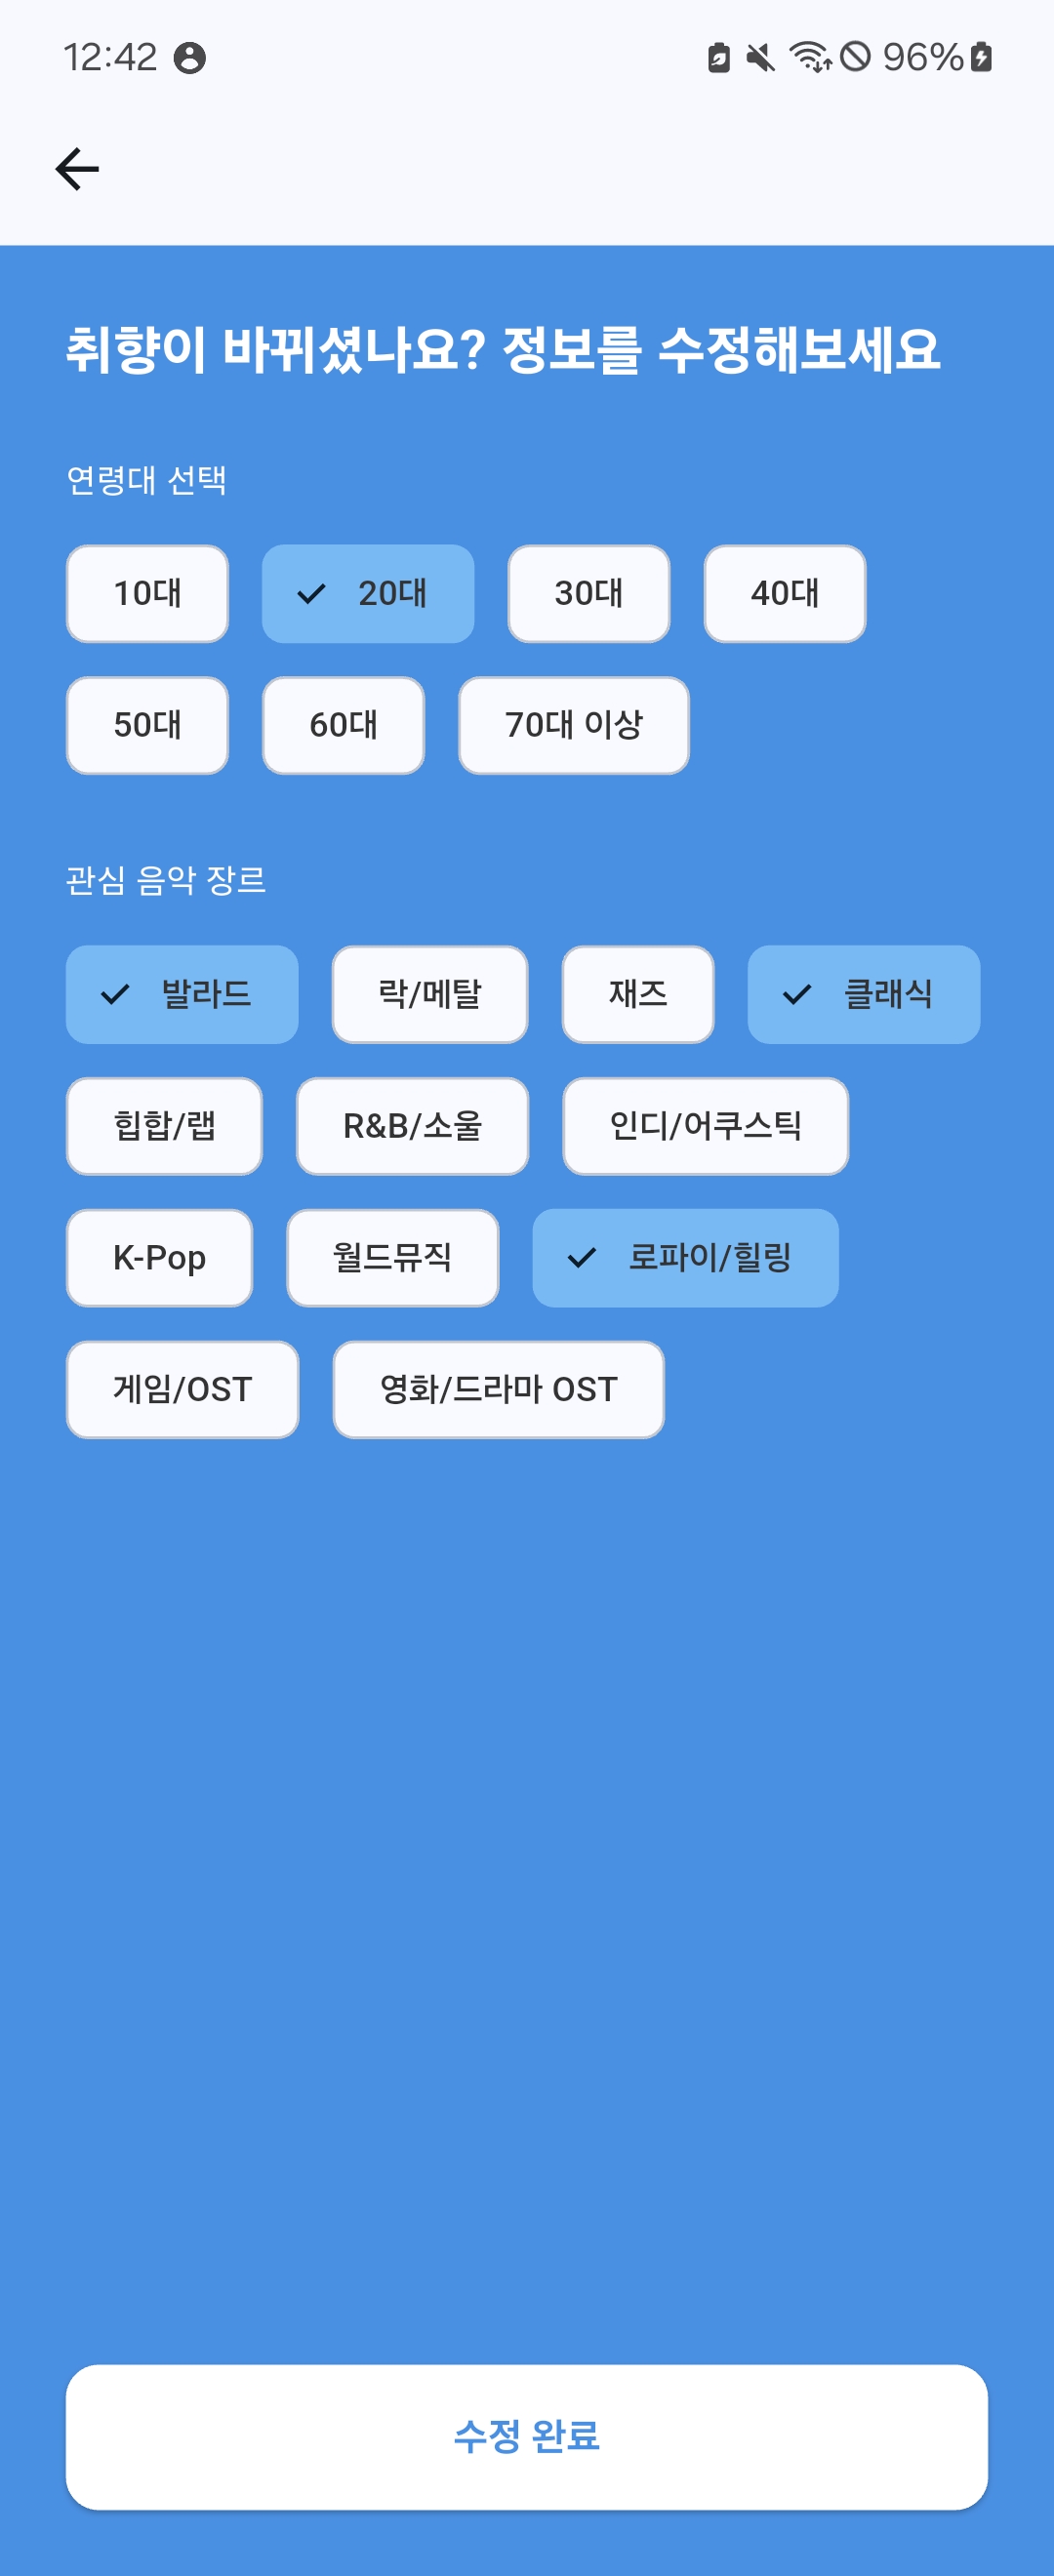 12:42 96%
취향이 바뀌셨나요? 정보를 수정해보세요
연령대 선택
10대 20대 30대 40대
50대 60대 70대 이상
관심 음악 장르
발라드 락/메탈 재즈 클래식
힙합/랩 R&B/소울 인디/어쿠스틱
K-Pop 월드뮤직 로파이/힐링
게임/OST 영화/드라마 OST
수정 완료